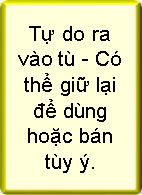 Tự do ra
vào tù - Có
thể giữ lại
để dùng
hoặc bán
tùy ý.